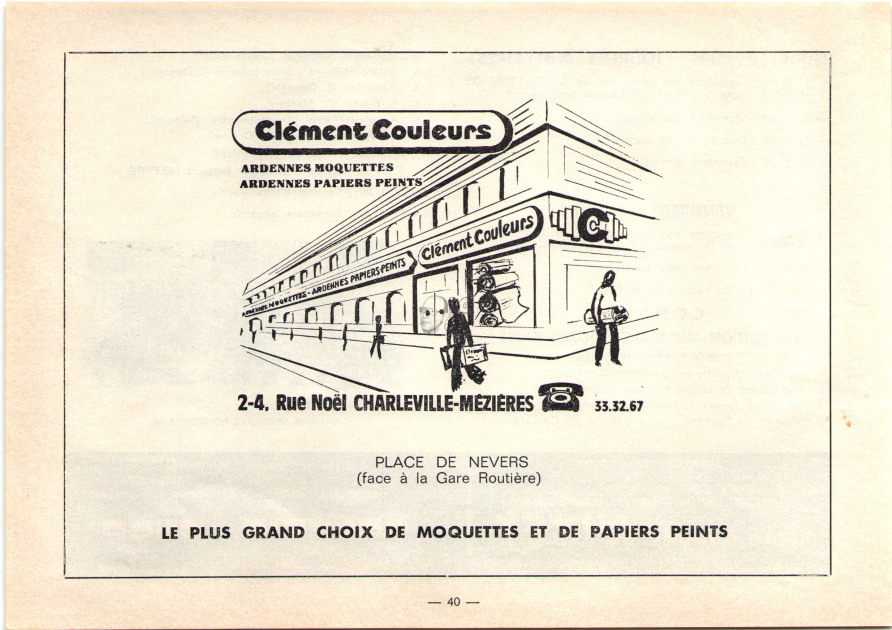 Clément Couleurs
ARDENNES MOQUETTES
ARDENNES PAPIERS PEINTS
Clément Couleurs
ARDENNES MOQUETTES - ARDENNES PAPIERS-PEINTS
C
2-4, Rue Noël CHARLEVILLE-MÉZIÈRES 33.32.67
PLACE DE NEVERS
(face à la Gare Routière)
LE PLUS GRAND CHOIX DE MOQUETTES ET DE PAPIERS PEINTS
— 40 —